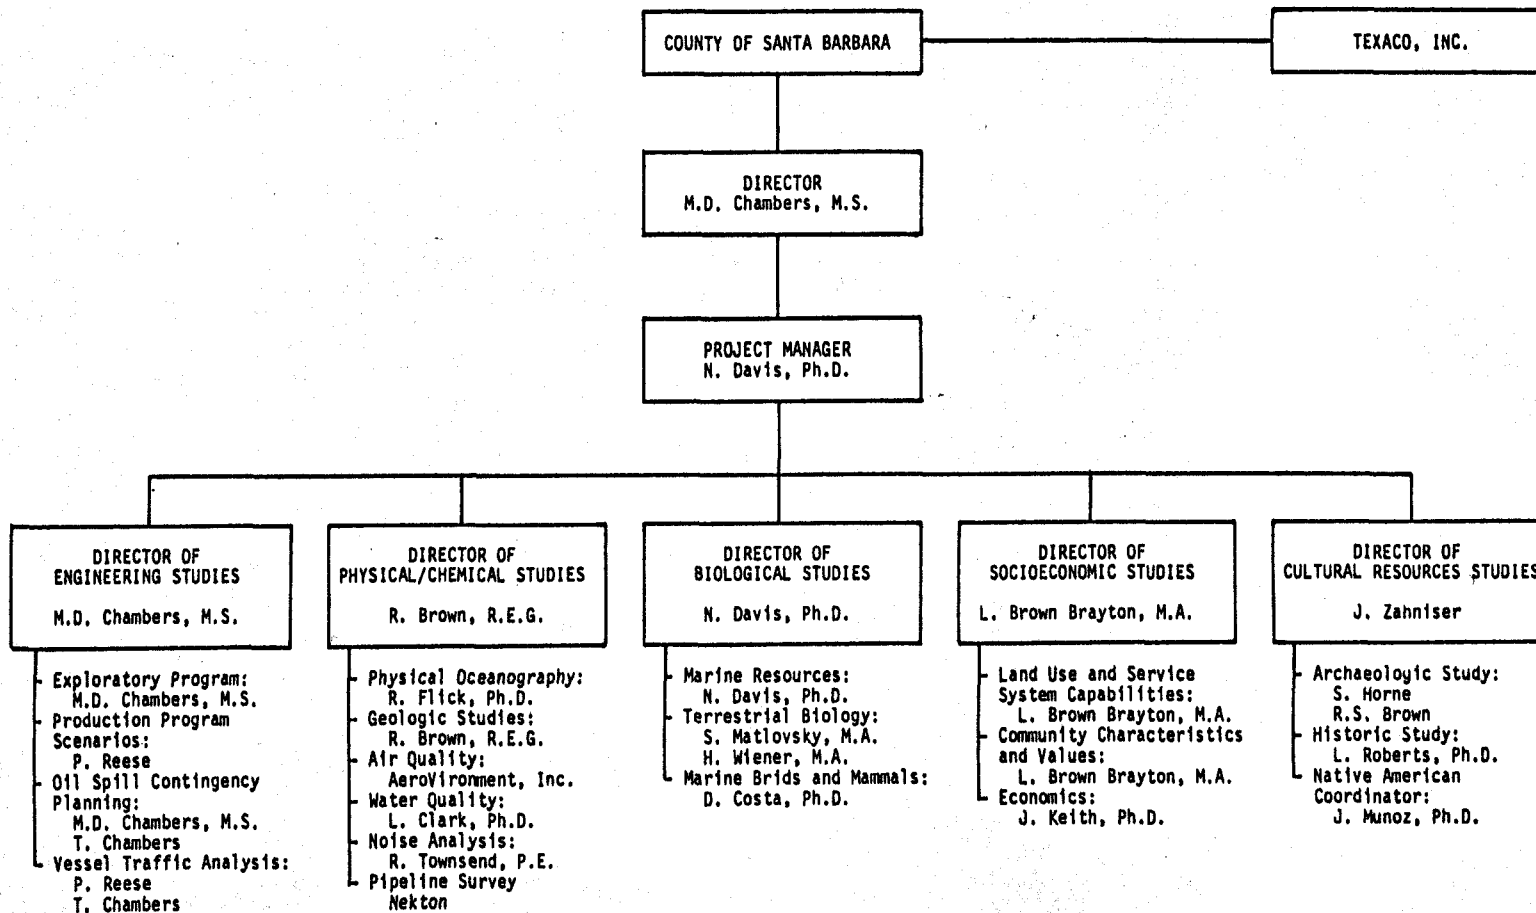 COUNTY OF SANTA BARBARA
TEXACO, INC.
DIRECTOR
M.D. Chambers, M.S.
PROJECT MANAGER
N. Davis, Ph.D.
DIRECTOR OF
ENGINEERING STUDIES
M.D. Chambers, M.S.
Exploratory Program:
M.D. Chambers, M.S.
Production Program
Scenarios:
P. Reese
Oil Spill Contingency
Planning:
M.D. Chambers, M.S.
T. Chambers
Vessel Traffic Analysis:
P. Reese
T. Chambers
DIRECTOR OF
PHYSICAL/CHEMICAL STUDIES
R. Brown, R.E.G.
Physical Oceanography:
R. Flick, Ph.D.
Geologic Studies:
R. Brown, R.E.G.
Air Quality:
AeroVironment, Inc.
Water Quality:
L. Clark, Ph.D.
Noise Analysis:
R. Townsend, P.E.
Pipeline Survey
Nekton
DIRECTOR OF
BIOLOGICAL STUDIES
N. Davis, Ph.D.
Marine Resources:
N. Davis, Ph.D.
Terrestrial Biology:
S. Matlovsky, M.A.
H. Wiener, M.A.
Marine Brids and Mammals:
D. Costa, Ph.D.
DIRECTOR OF
SOCIOECONOMIC STUDIES
L. Brown Brayton, M.A.
Land Use and Service
System Capabilities:
L. Brown Brayton, M.A.
Community Characteristics
and Values:
L. Brown Brayton, M.A.
Economics:
J. Keith, Ph.D.
DIRECTOR OF
CULTURAL RESOURCES STUDIES
J. Zahniser
Archaeologic Study:
S. Horne
R.S. Brown
Historic Study:
L. Roberts, Ph.D.
Native American
Coordinator:
J. Munoz, Ph.D.